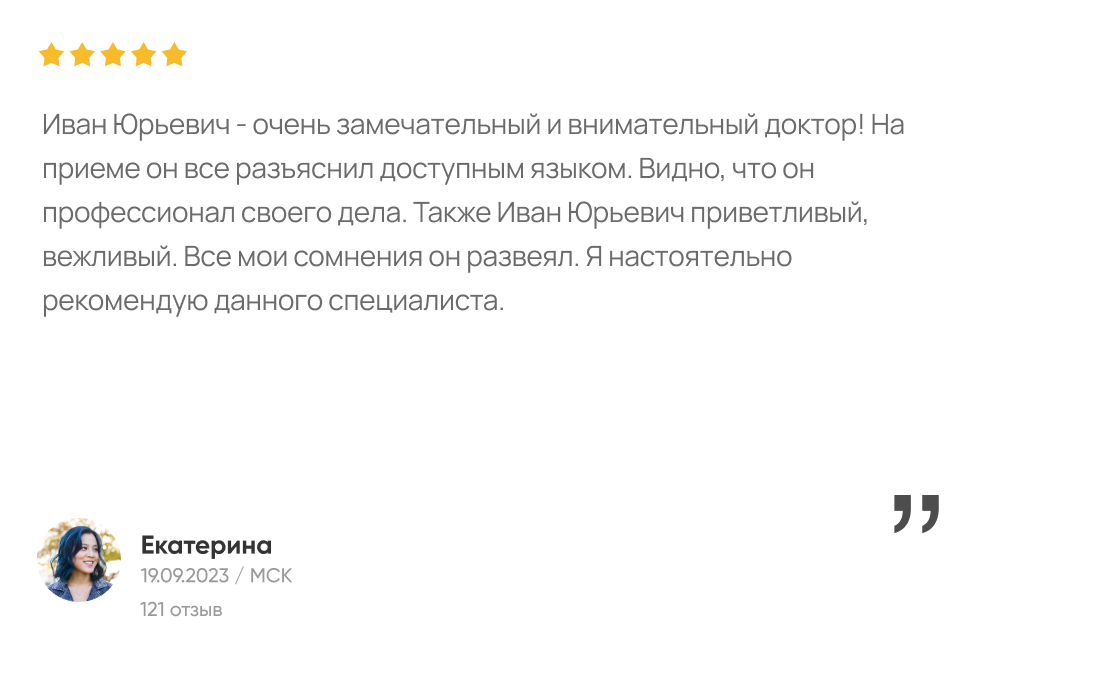 Иван Юрьевич - очень замечательный и внимательный доктор! На
приеме он все разъяснил доступным языком. Видно, что он
профессионал своего дела. Также Иван Юрьевич приветливый,
вежливый. Все мои сомнения он развеял. Я настоятельно
рекомендую данного специалиста.
”
Екатерина
19.09.2023 / МСК
121 отзыв